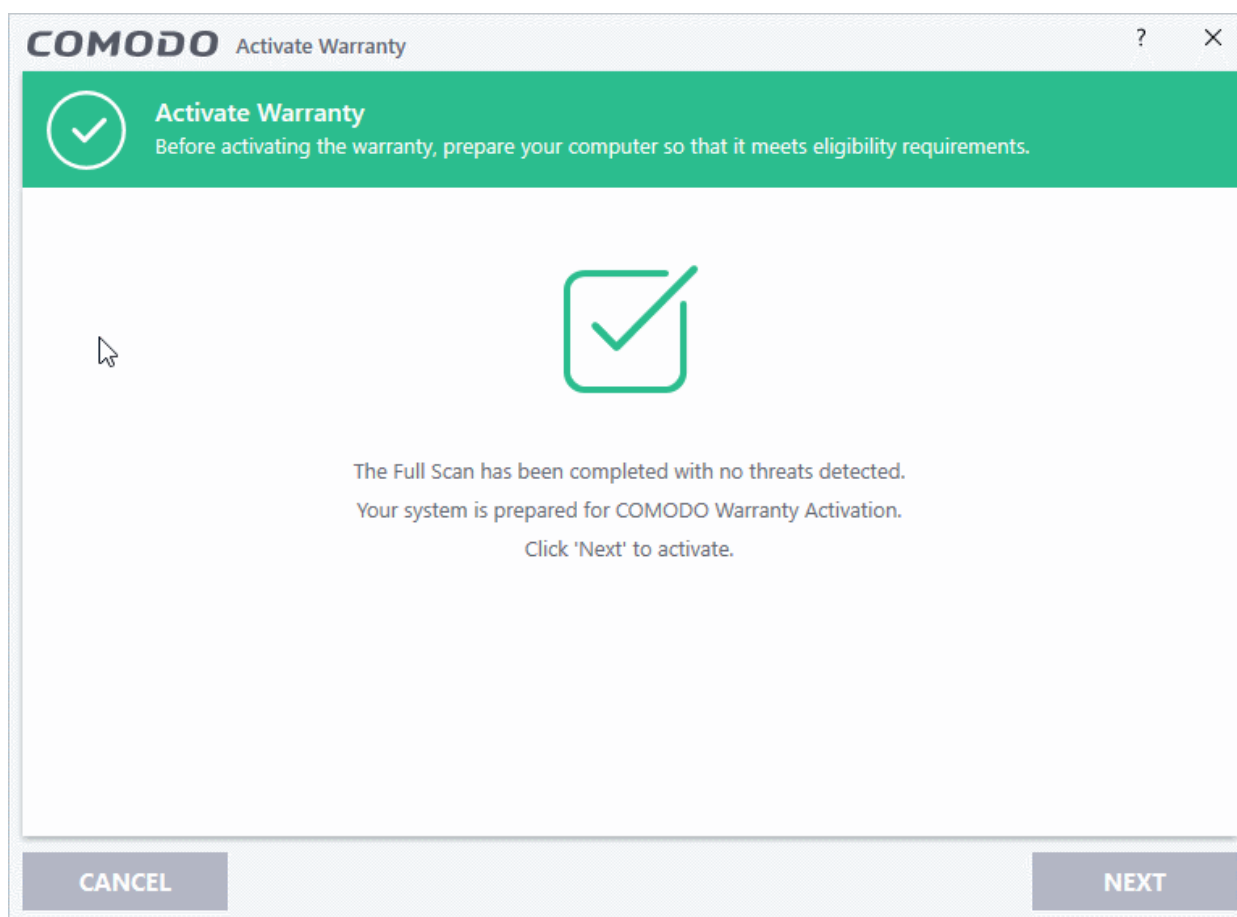 COMODO Activate Warranty ?
Activate Warranty
Before activating the warranty, prepare your computer so that it meets eligibility requirements.
The Full Scan has been completed with no threats detected.
Your system is prepared for COMODO Warranty Activation.
Click 'Next' to activate.
CANCEL NEXT